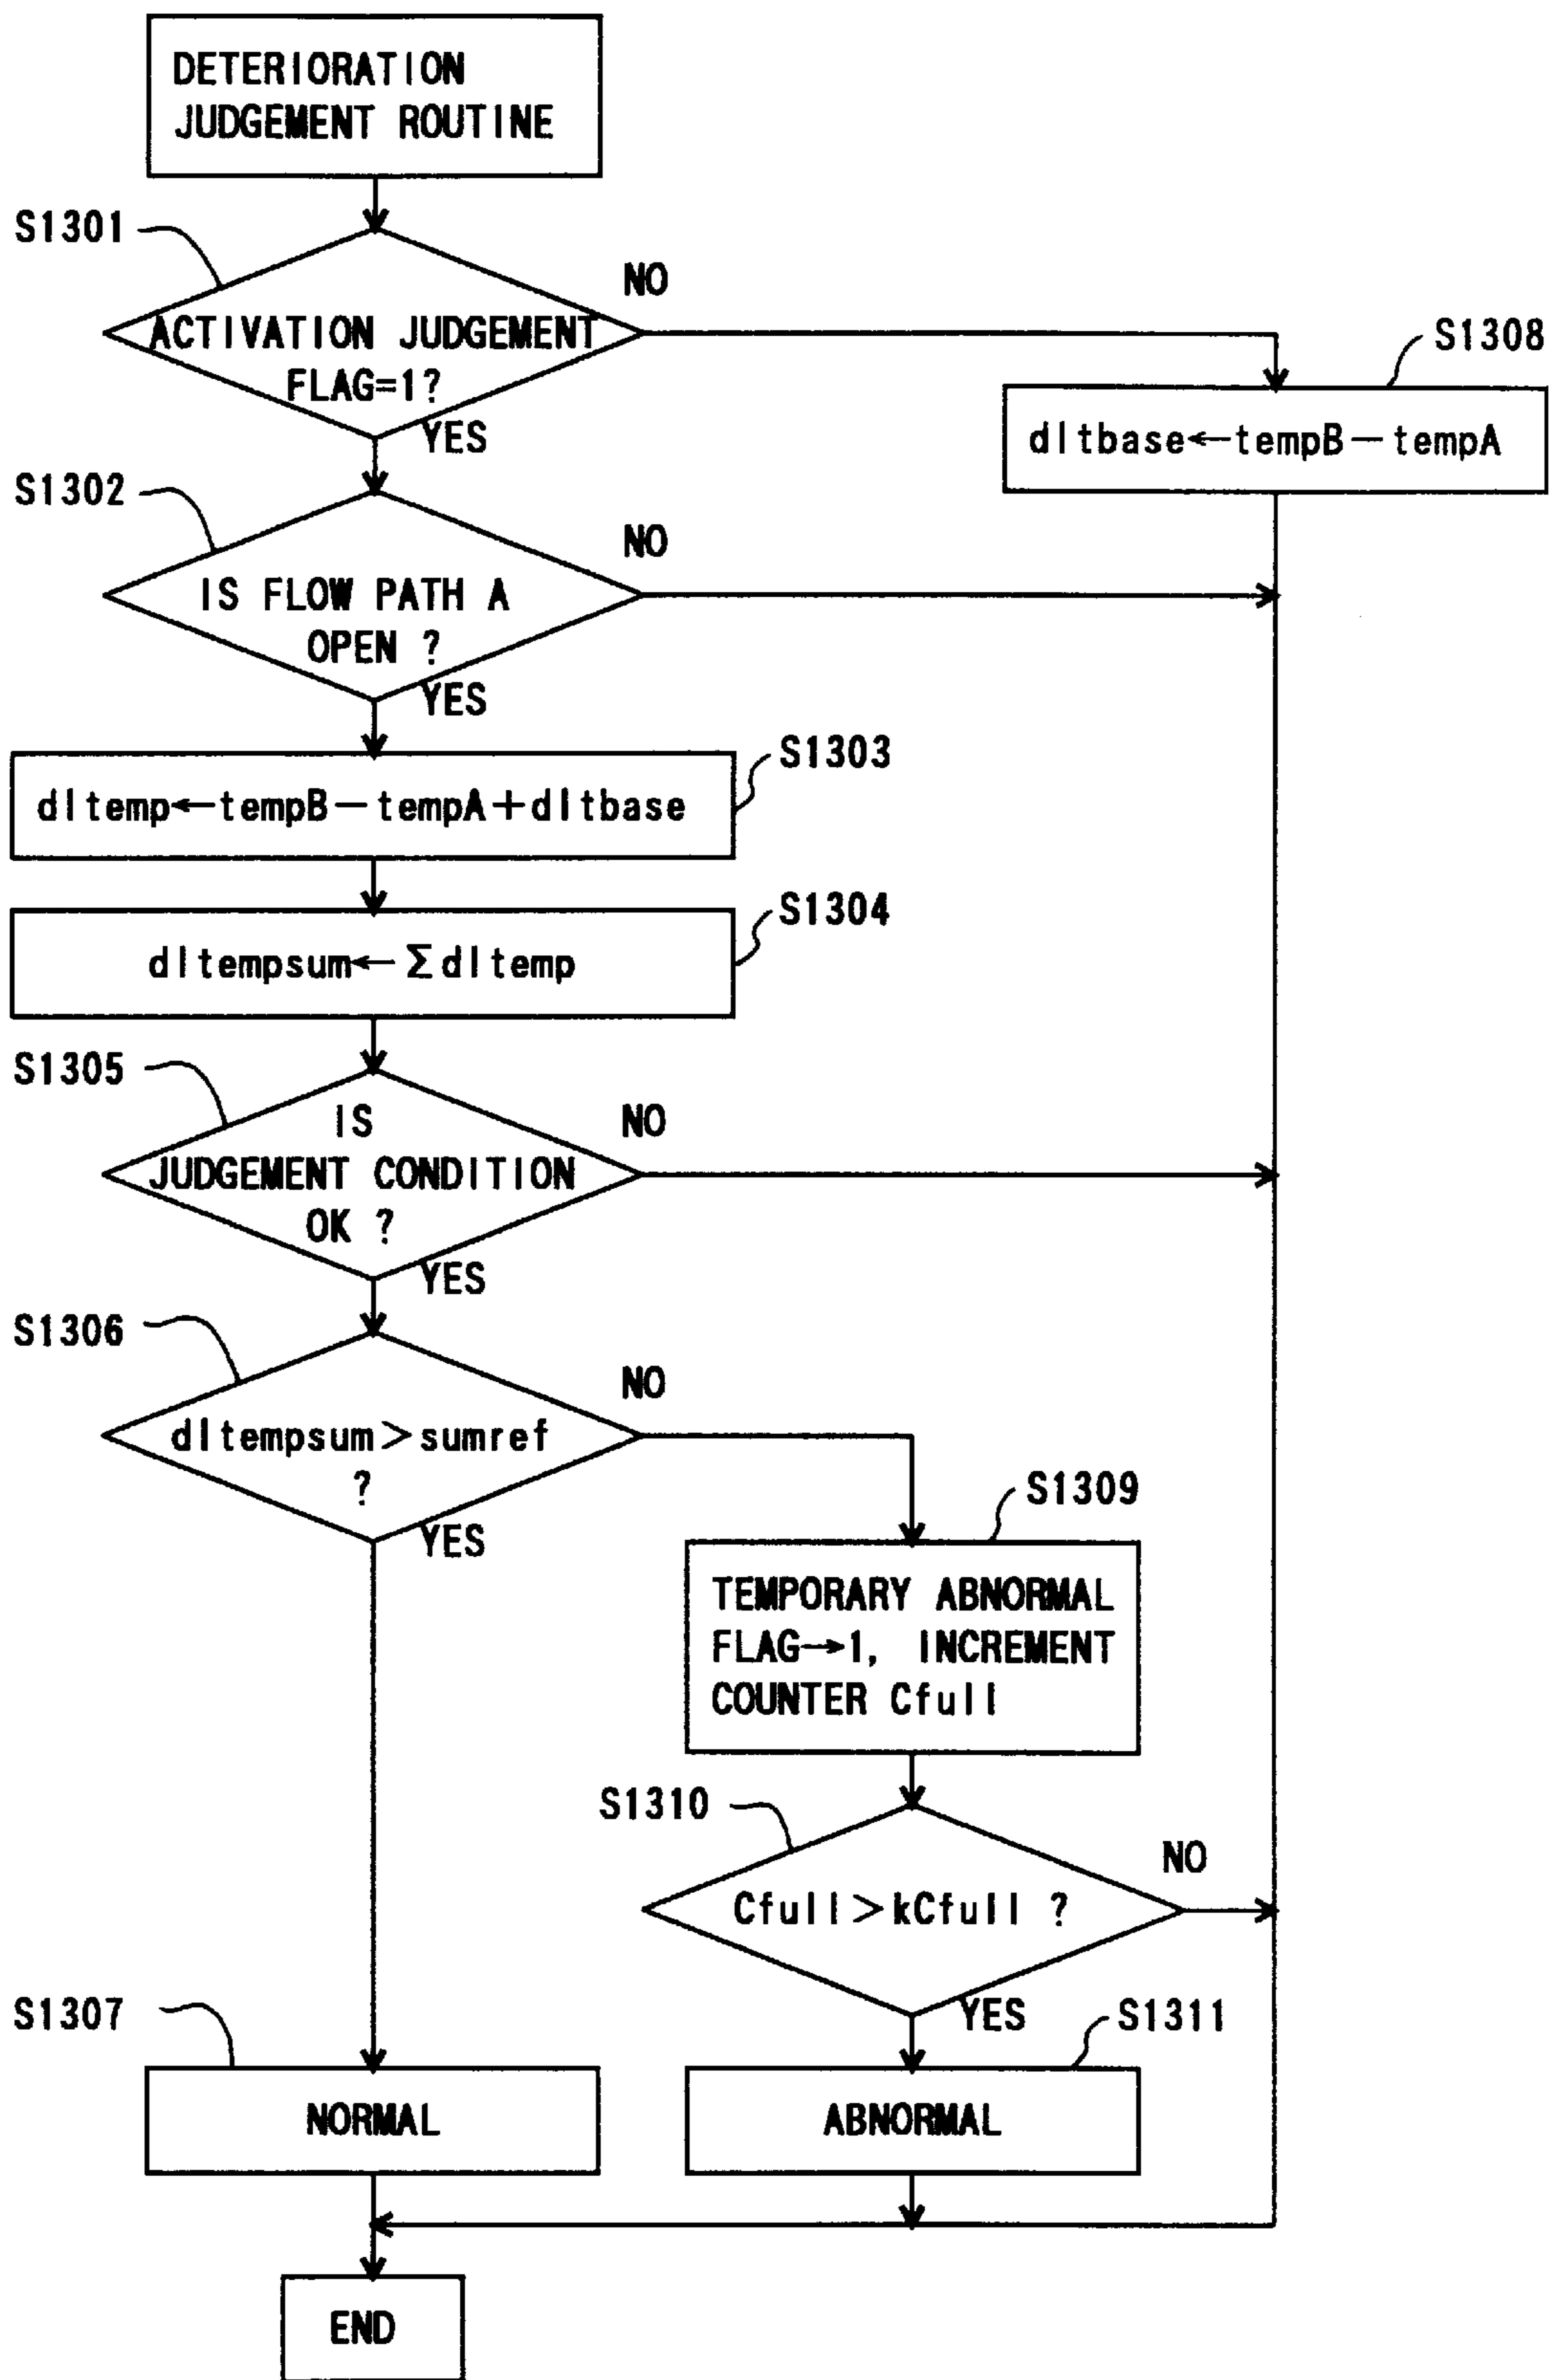 DETERIORATION
JUDGEMENT ROUTINE
S1301
NO
ACTIVATION JUDGEMENT
FLAG=1?
YES
S1308
dltbase←tempB−tempA
S1302
NO
IS FLOW PATH A
OPEN ?
YES
S1303
dltemp←tempB−tempA+dltbase
S1304
dltempsum←Σdltemp
S1305
NO
IS
JUDGEMENT CONDITION
OK ?
YES
S1306
NO
dltempsum>sumref
?
YES
S1309
TEMPORARY ABNORMAL
FLAG→1, INCREMENT
COUNTER Cfull
S1310
NO
Cfull>kCfull ?
YES
S1307
S1311
NORMAL
ABNORMAL
END